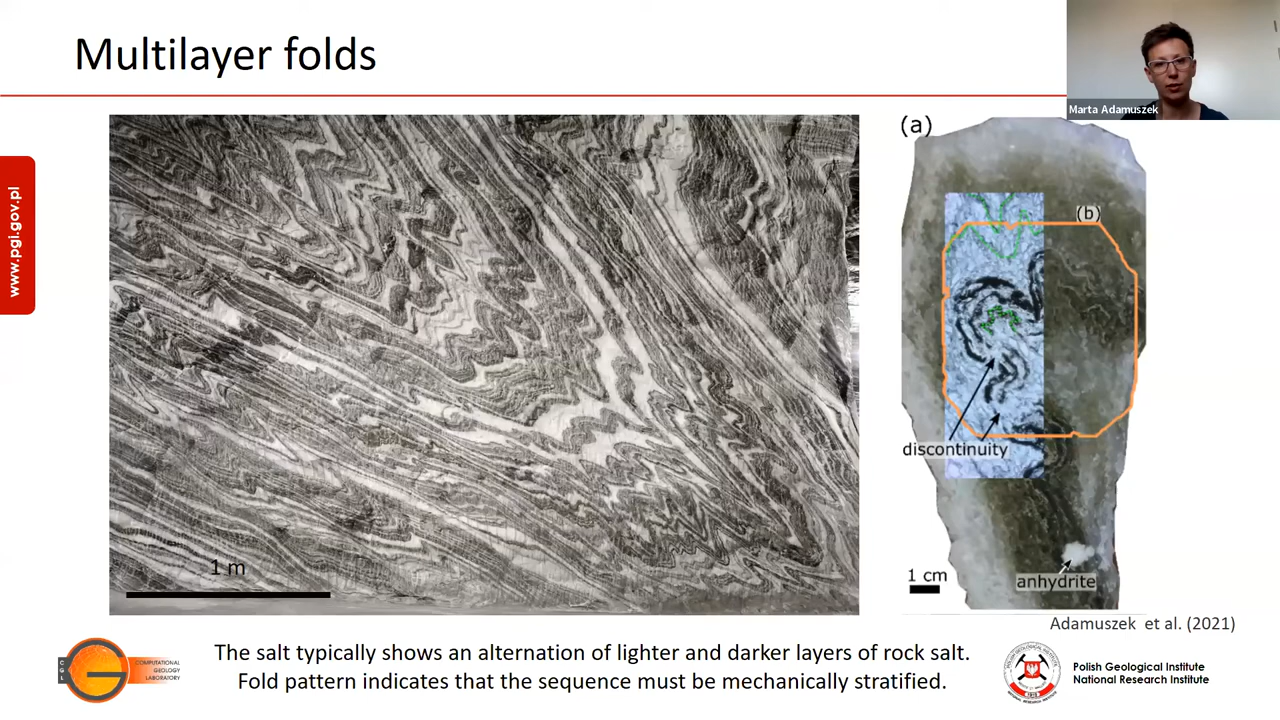 Multilayer folds
Marta Adamuszek
www.pgi.gov.pl
1 m
(a)
(b)
discontinuity
1 cm
anhydrite
Adamuszek et al. (2021)
The salt typically shows an alternation of lighter and darker layers of rock salt.
Fold pattern indicates that the sequence must be mechanically stratified.
CGL
COMPUTATIONAL
GEOLOGY
LABORATORY
Polish Geological Institute
National Research Institute